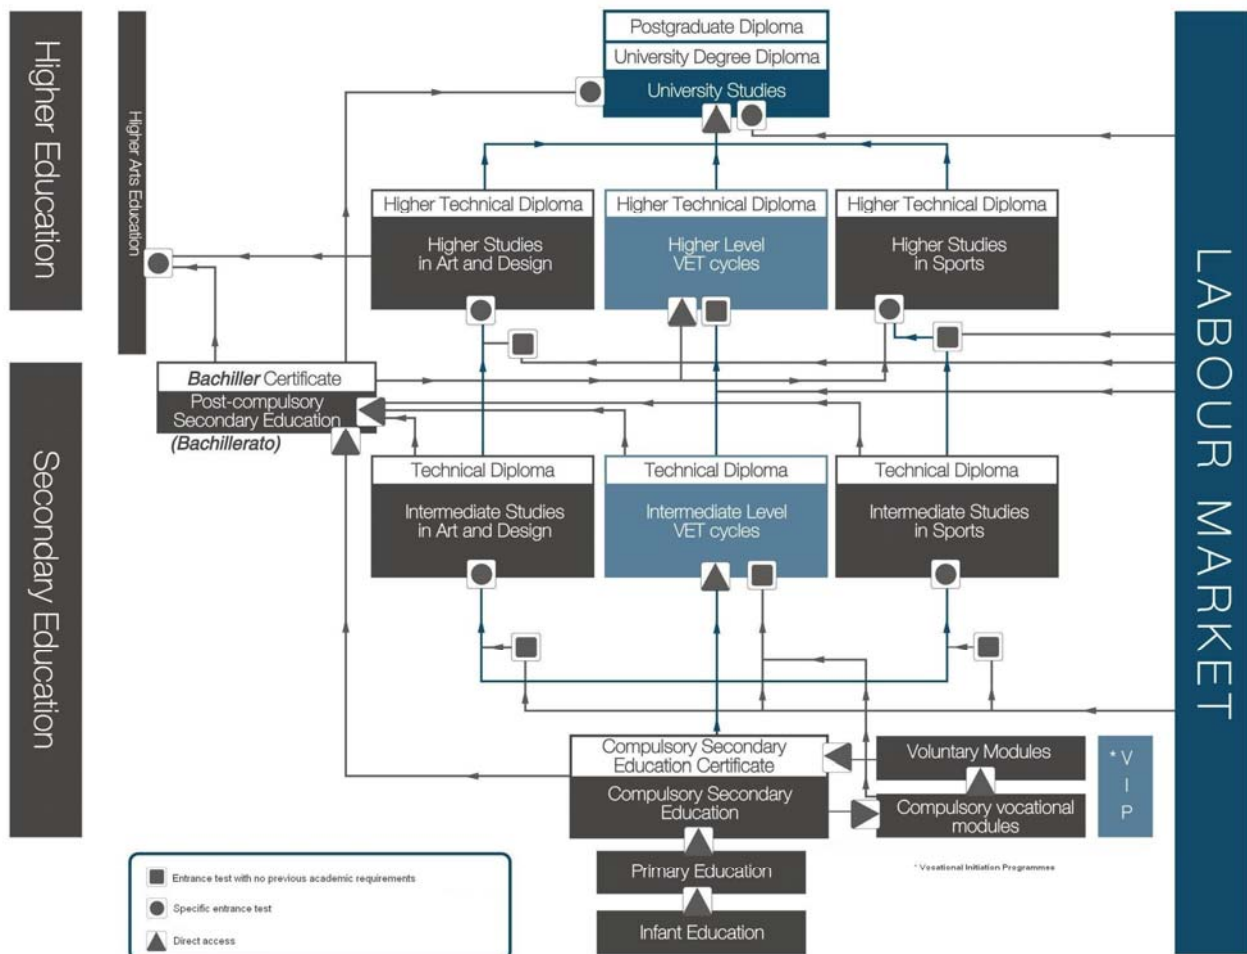 Higher Education
Higher Arts Education
Postgraduate Diploma
University Degree Diploma
University Studies
Higher Technical Diploma
Higher Studies
in Art and Design
Higher Technical Diploma
Higher Level
VET cycles
Higher Technical Diploma
Higher Studies
in Sports
LABOUR MARKET
Secondary Education
Bachiller Certificate
Post-compulsory
Secondary Education
(Bachillerato)
Technical Diploma
Intermediate Studies
in Art and Design
Technical Diploma
Intermediate Level
VET cycles
Technical Diploma
Intermediate Studies
in Sports
Compulsory Secondary
Education Certificate
Compulsory Secondary
Education
Voluntary Modules
Compulsory vocational
modules
* V
I
P
Primary Education
Infant Education
* Vocational Initiation Programmes
Entrance test with no previous academic requirements
Specific entrance test
Direct access